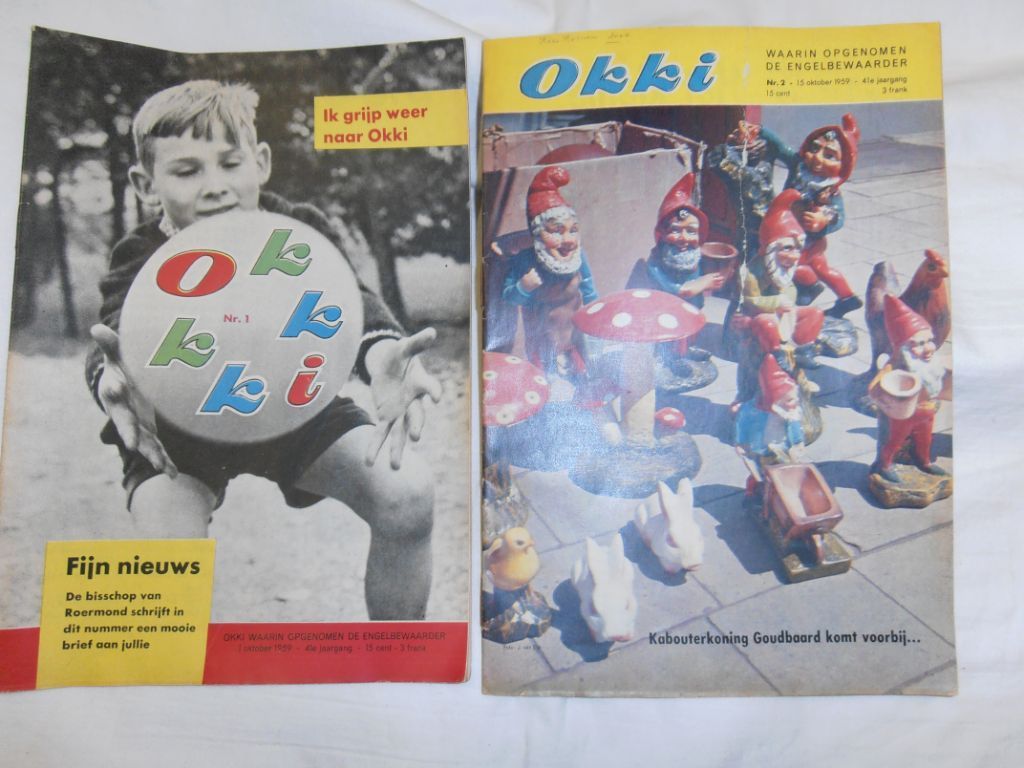 Ik grijp weer
naar Okki
Okkki
Nr. 1
Fijn nieuws
De bisschop van
Roermond schrijft in
dit nummer een mooie
brief aan jullie
OKKI WAARIN OPGENOMEN DE ENGELBEWAARDER
1 oktober 1959 - 41e jaargang - 15 cent - 3 frank
Okki
WAARIN OPGENOMEN
DE ENGELBEWAARDER
Nr. 2 - 15 oktober 1959 - 41e jaargang
15 cent 3 frank
Kabouterkoning Goudbaard komt voorbij...